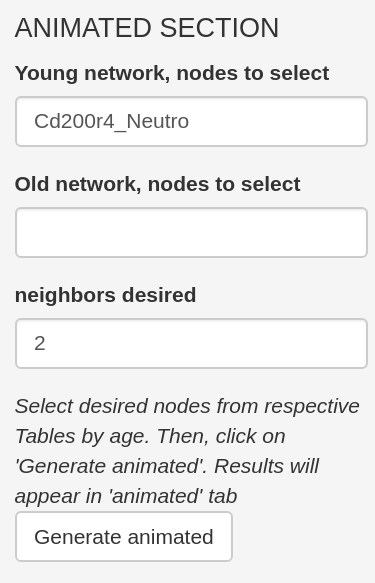 ANIMATED SECTION
Young network, nodes to select
Cd200r4_Neutro
Old network, nodes to select
neighbors desired
2
Select desired nodes from respective
Tables by age. Then, click on
'Generate animated'. Results will
appear in 'animated' tab
Generate animated